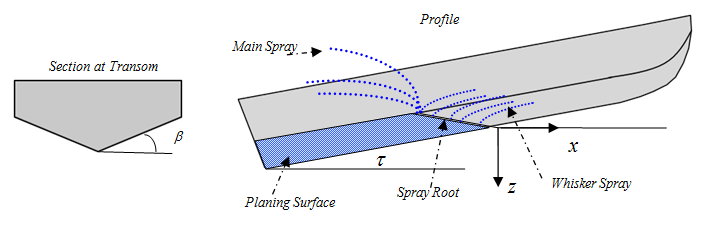 Profile
Main Spray
Section at Transom
β
x
τ
z
Whisker Spray
Spray Root
Planing Surface